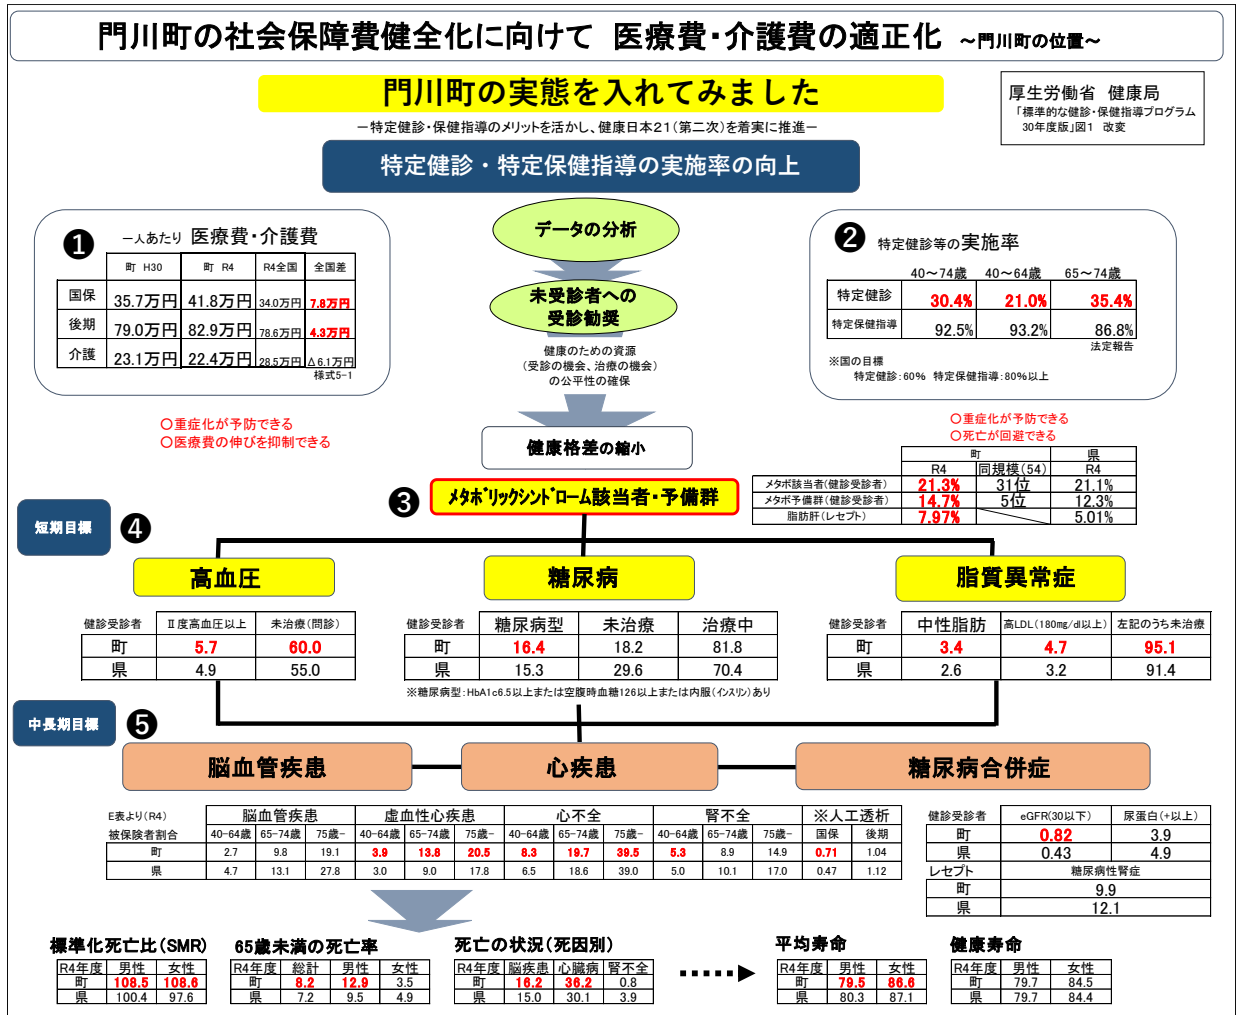 門川町の社会保障費健全化に向けて 医療費・介護費の適正化 ～門川町の位置～
門川町の実態を入れてみました
－特定健診・保健指導のメリットを活かし、健康日本21(第二次)を着実に推進－
厚生労働省 健康局
「標準的な健診・保健指導プログラム
30年度版」図1 改変
特定健診・特定保健指導の実施率の向上
❶ 一人あたり 医療費・介護費
町 H30 町 R4 R4全国 全国差
国保 35.7万円 41.8万円 34.0万円 7.8万円
後期 79.0万円 82.9万円 78.6万円 4.3万円
介護 23.1万円 22.4万円 28.5万円 Δ6.1万円
様式5-1
○重症化が予防できる
○医療費の伸びを抑制できる
データの分析
未受診者への
受診勧奨
健康のための資源
(受診の機会、治療の機会)
の公平性の確保
健康格差の縮小
❷ 特定健診等の実施率
40～74歳 40～64歳 65～74歳
特定健診 30.4% 21.0% 35.4%
特定保健指導 92.5% 93.2% 86.8%
法定報告
※国の目標
特定健診:60% 特定保健指導:80%以上
○重症化が予防できる
○死亡が回避できる
❸ メタボリックシンドローム該当者・予備群
町 県
R4 同規模(54) R4
メタボ該当者(健診受診者) 21.3% 31位 21.1%
メタボ予備群(健診受診者) 14.7% 5位 12.3%
脂肪肝(レセプト) 7.97% 5.01%
短期目標 ❹
高血圧 糖尿病 脂質異常症
健診受診者 Ⅱ度高血圧以上 未治療(問診)
町 5.7 60.0
県 4.9 55.0
健診受診者 糖尿病型 未治療 治療中
町 16.4 18.2 81.8
県 15.3 29.6 70.4
※糖尿病型:HbA1c6.5以上または空腹時血糖126以上または内服(インスリン)あり
健診受診者 中性脂肪 高LDL(180㎎/dl以上) 左記のうち未治療
町 3.4 4.7 95.1
県 2.6 3.2 91.4
中長期目標 ❺
脳血管疾患 心疾患 糖尿病合併症
E表より(R4) 脳血管疾患 虚血性心疾患 心不全 腎不全 ※人工透析
被保険者割合 40-64歳 65-74歳 75歳- 40-64歳 65-74歳 75歳- 40-64歳 65-74歳 75歳- 40-64歳 65-74歳 75歳- 国保 後期
町 2.7 9.8 19.1 3.9 13.8 20.5 8.3 19.7 39.5 5.3 8.9 14.9 0.71 1.04
県 4.7 13.1 27.8 3.0 9.0 17.8 6.5 18.6 39.0 5.0 10.1 17.0 0.47 1.12
健診受診者 eGFR(30以下) 尿蛋白(+以上)
町 0.82 3.9
県 0.43 4.9
レセプト 糖尿病性腎症
町 9.9
県 12.1
標準化死亡比(SMR)
R4年度 男性 女性
町 108.5 108.6
県 100.4 97.6
65歳未満の死亡率
R4年度 総計 男性 女性
町 8.2 12.9 3.5
県 7.2 9.5 4.9
死亡の状況(死因別)
R4年度 脳疾患 心臓病 腎不全
町 16.2 36.2 0.8
県 15.0 30.1 3.9
平均寿命
R4年度 男性 女性
町 79.5 86.6
県 80.3 87.1
健康寿命
R4年度 男性 女性
町 79.7 84.5
県 79.7 84.4